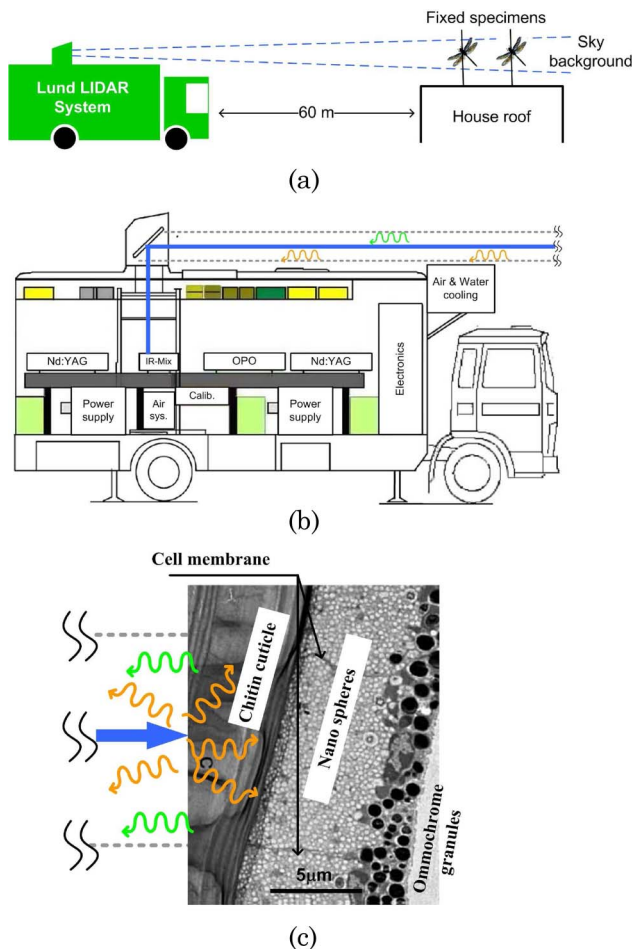 Fixed specimens
Sky
background
Lund LIDAR
System
60 m
House roof
(a)
Air & Water
cooling
Nd:YAG
IR-Mix
OPO
Nd:YAG
Electronics
Power
supply
Air
sys.
Calib.
Power
supply
(b)
Cell membrane
Chitin cuticle
Nano spheres
C
Ommochrome
granules
5µm
(c)